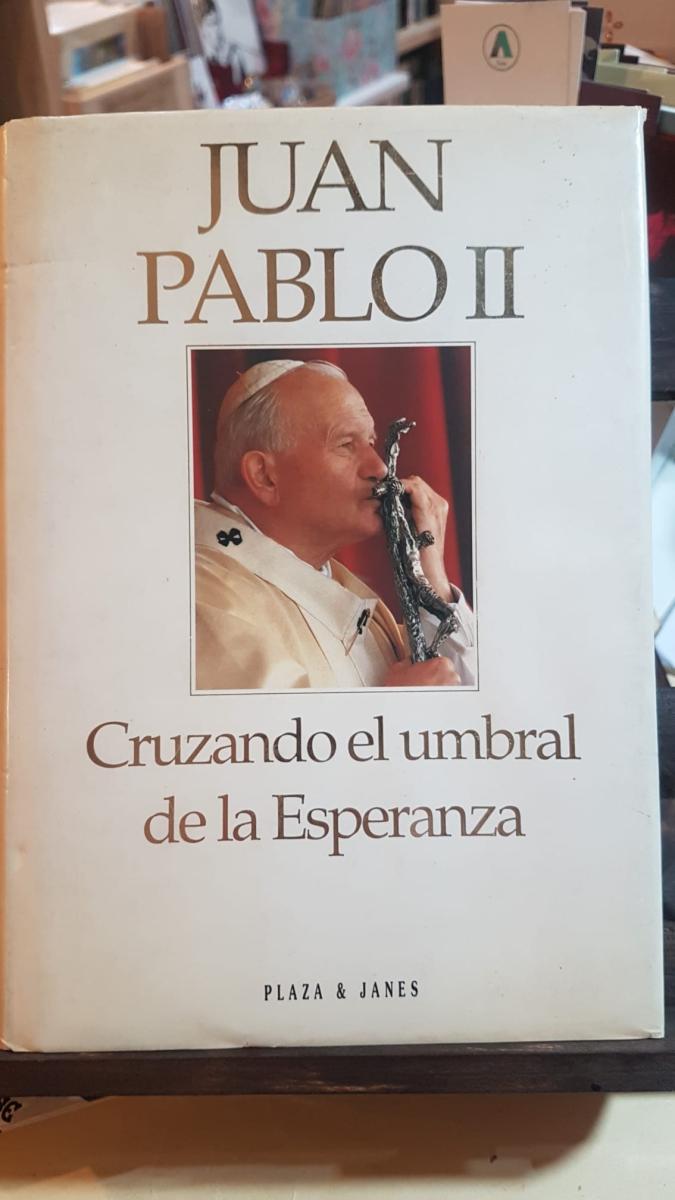 JUAN
PABLO II
Cruzando el umbral
de la Esperanza
PLAZA & JANES